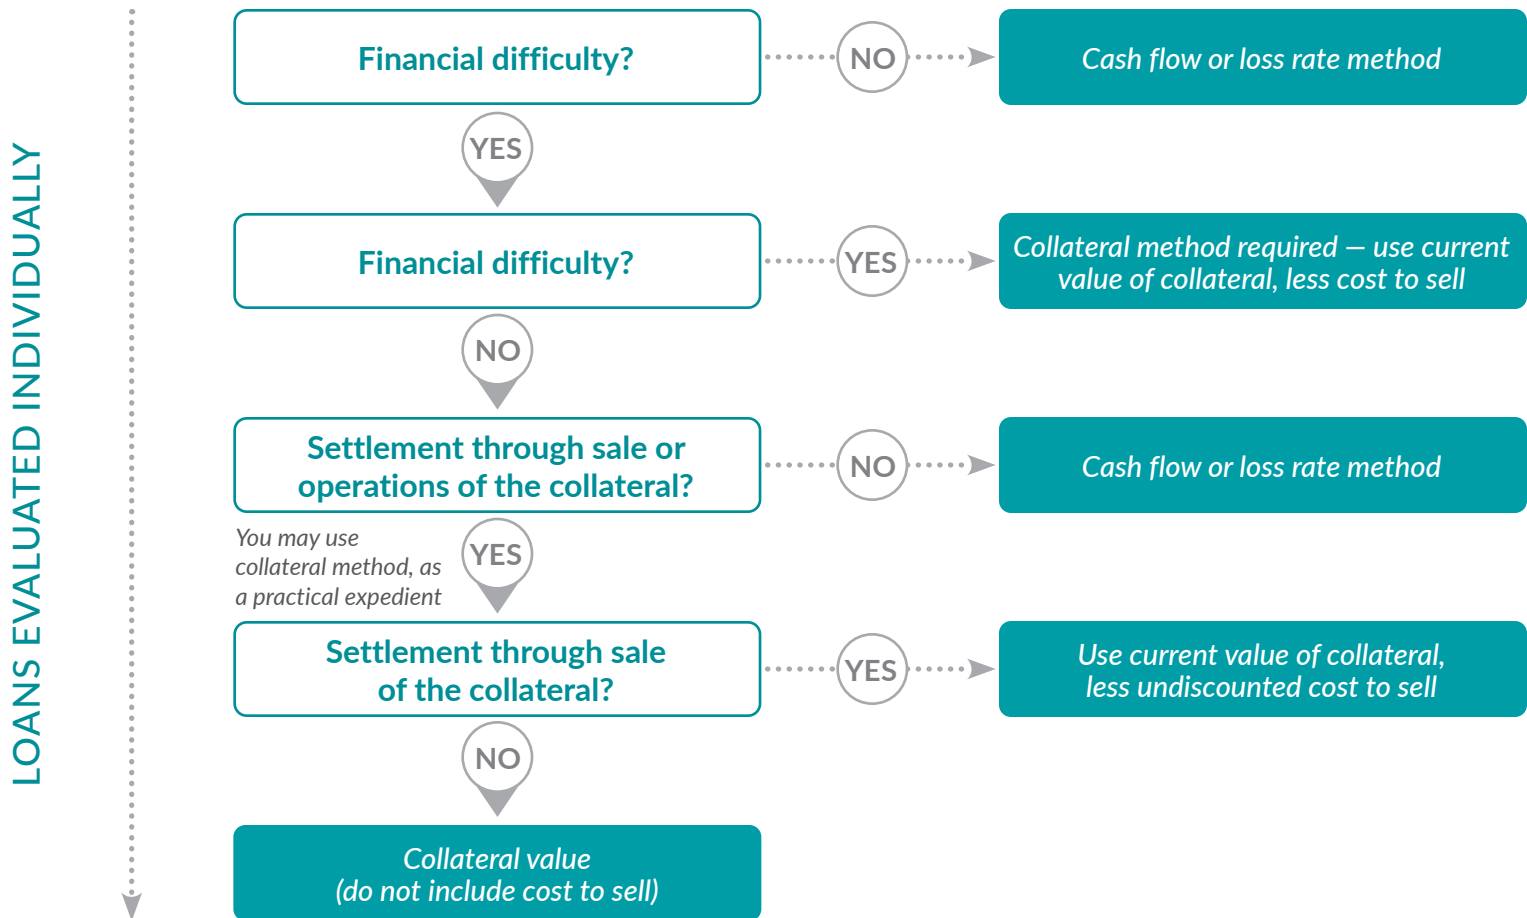 LOANS EVALUATED INDIVIDUALLY
Financial difficulty?
NO
Cash flow or loss rate method
YES
Financial difficulty?
YES
Collateral method required – use current
value of collateral, less cost to sell
NO
Settlement through sale or
operations of the collateral?
NO
Cash flow or loss rate method
You may use
collateral method, as
a practical expedient
YES
Settlement through sale
of the collateral?
YES
Use current value of collateral,
less undiscounted cost to sell
NO
Collateral value
(do not include cost to sell)